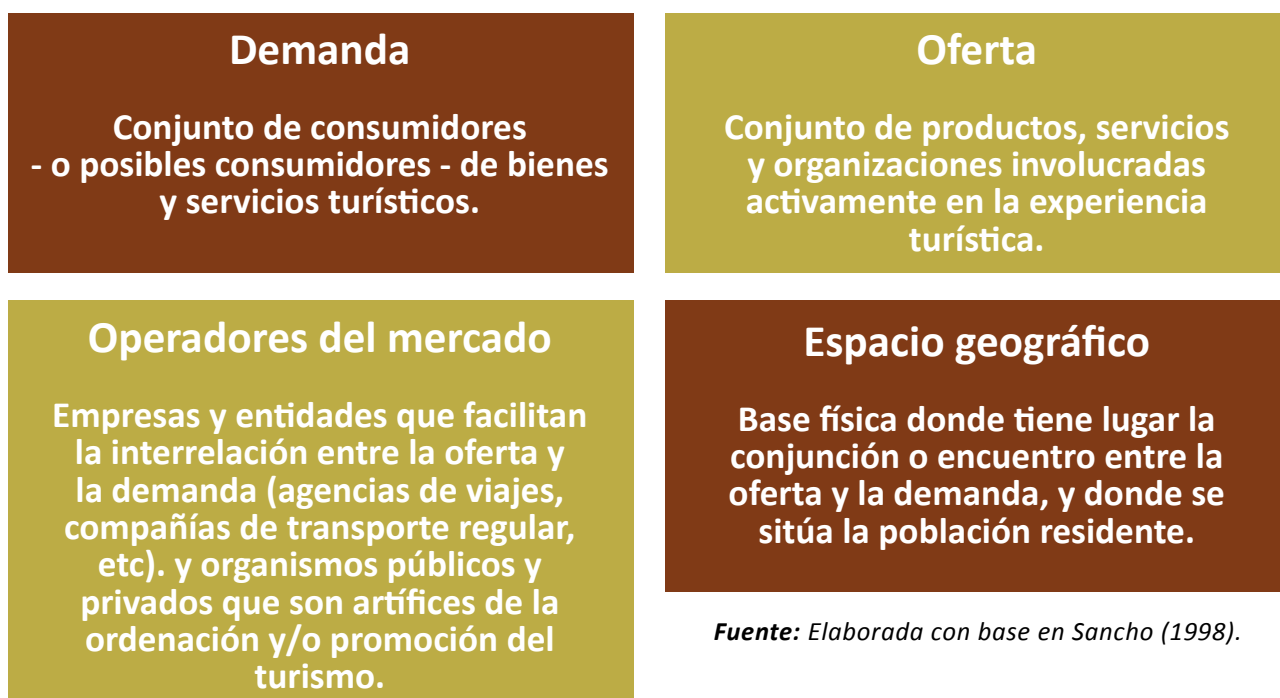 Demanda
Conjunto de consumidores
- o posibles consumidores - de bienes
y servicios turísticos.
Oferta
Conjunto de productos, servicios
y organizaciones involucradas
activamente en la experiencia
turística.
Operadores del mercado
Empresas y entidades que facilitan
la interrelación entre la oferta y
la demanda (agencias de viajes,
compañías de transporte regular,
etc). y organismos públicos y
privados que son artífices de la
ordenación y/o promoción del
turismo.
Espacio geográfico
Base física donde tiene lugar la
conjunción o encuentro entre la
oferta y la demanda, y donde se
sitúa la población residente.
Fuente: Elaborada con base en Sancho (1998).